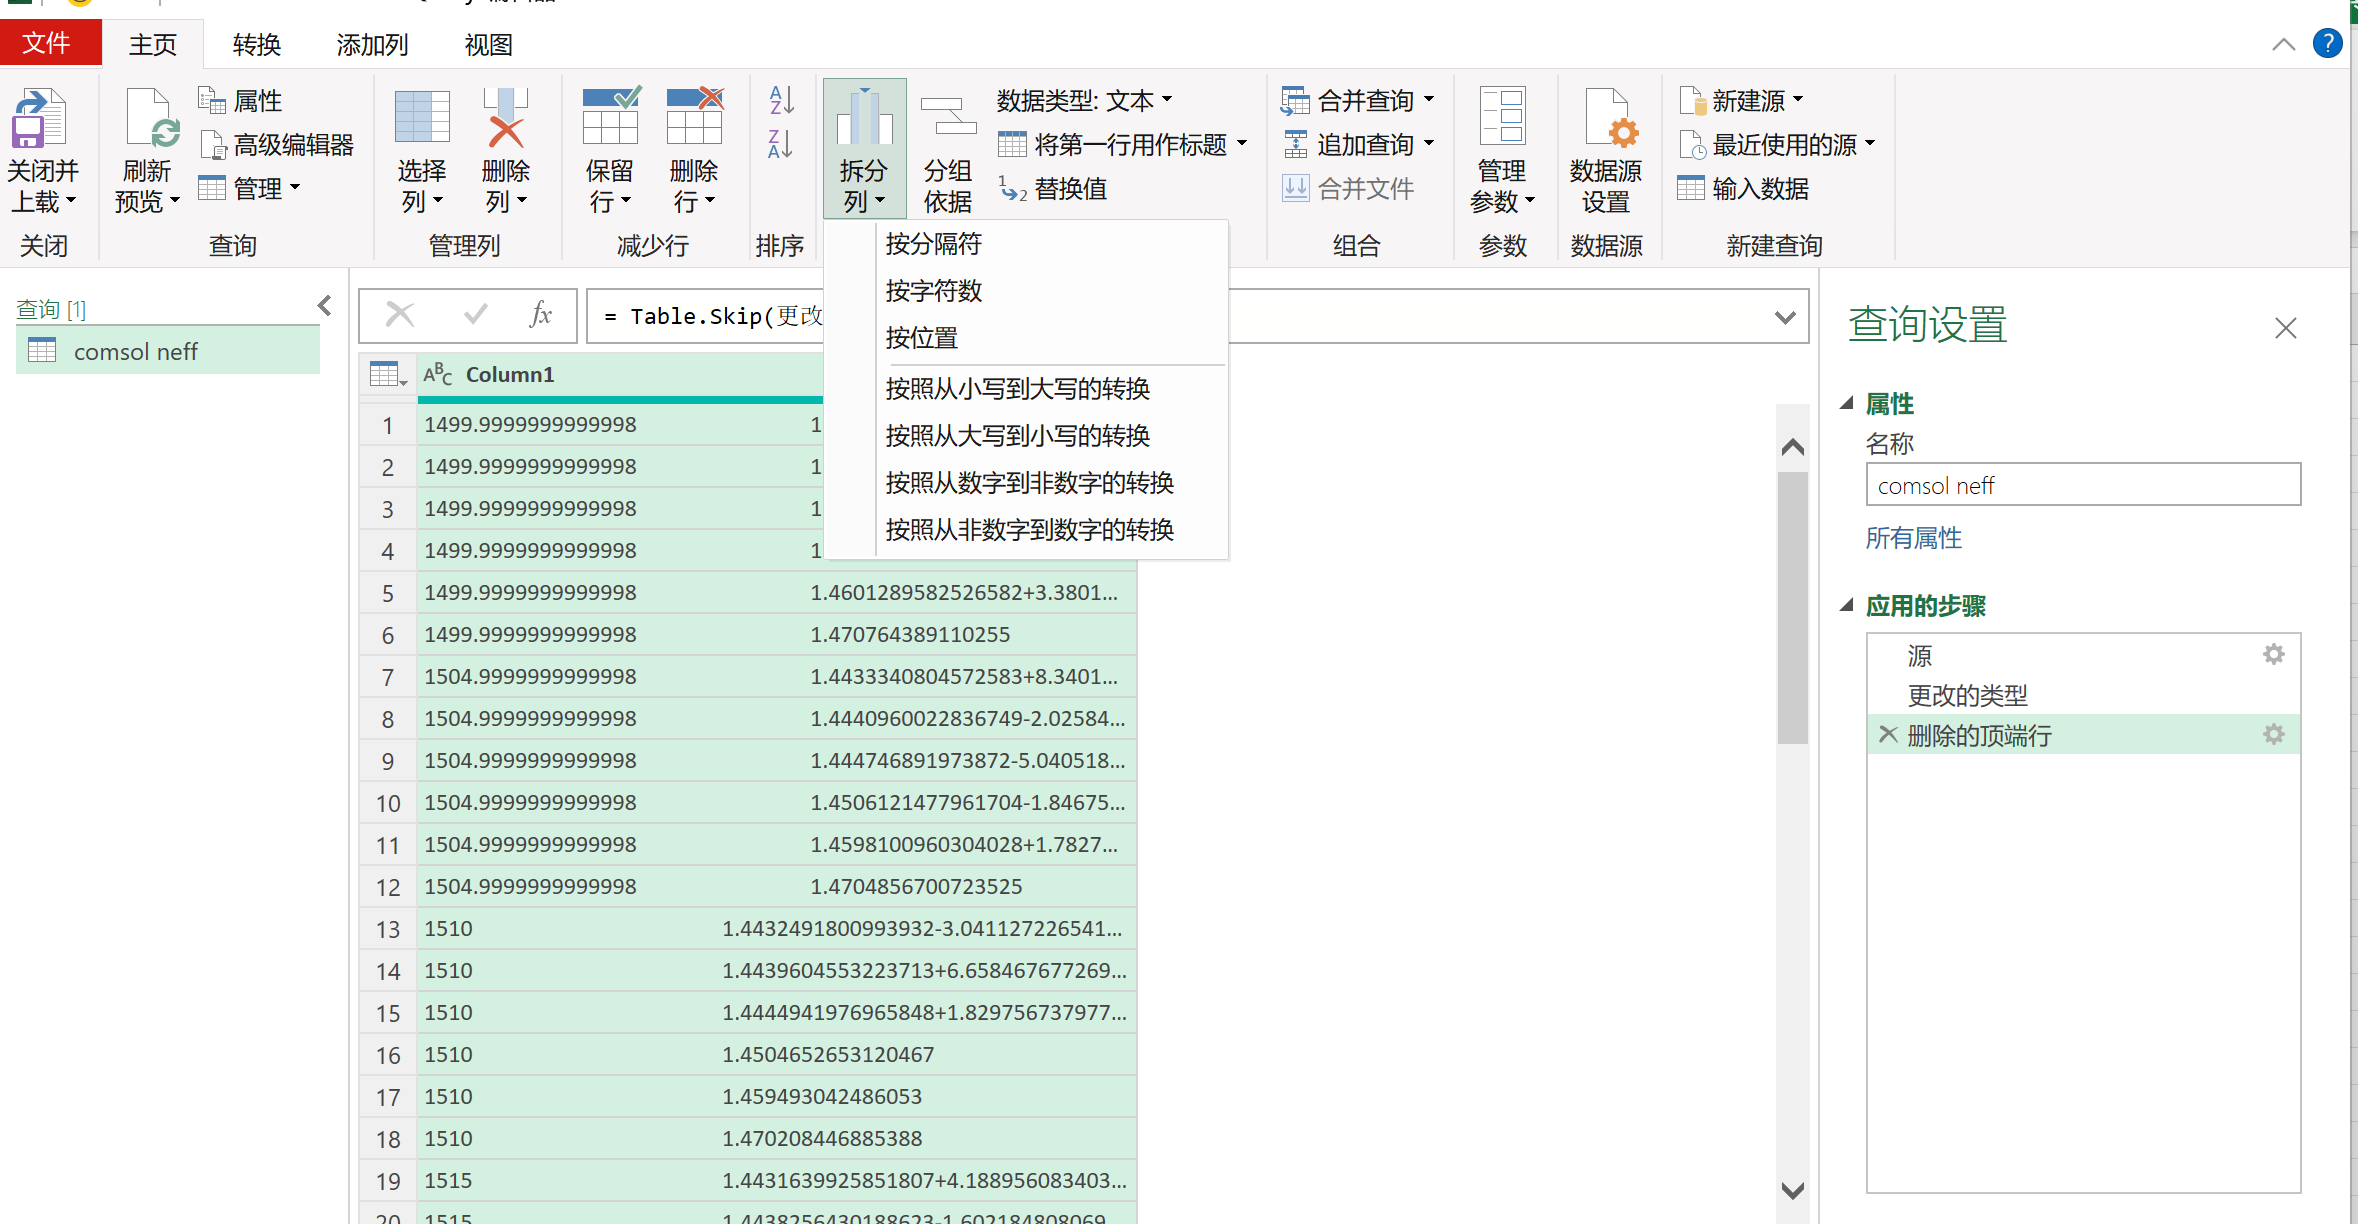 文件
主页
转换
添加列
视图
?
关闭并
上载
关闭
刷新
预览
属性
高级编辑器
管理
查询
选择
列
删除
列
管理列
保留
行
删除
行
减少行
排序
拆分
列
分组
依据
数据类型: 文本
将第一行用作标题
替换值
合并查询
追加查询
合并文件
组合
管理
参数
参数
数据源
设置
数据源
新建源
最近使用的源
输入数据
新建查询
按分隔符
按字符数
按位置
按照从小写到大写的转换
按照从大写到小写的转换
按照从数字到非数字的转换
按照从非数字到数字的转换
查询 [1]
comsol neff
fx
= Table.Skip(更改
ABC Column1
1 1499.9999999999998 1
2 1499.9999999999998 1
3 1499.9999999999998 1
4 1499.9999999999998 1
5 1499.9999999999998 1.4601289582526582+3.3801...
6 1499.9999999999998 1.470764389110255
7 1504.9999999999998 1.4433340804572583+8.3401...
8 1504.9999999999998 1.4440960022836749-2.02584...
9 1504.9999999999998 1.444746891973872-5.040518...
10 1504.9999999999998 1.4506121477961704-1.84675...
11 1504.9999999999998 1.4598100960304028+1.7827...
12 1504.9999999999998 1.4704856700723525
13 1510 1.4432491800993932-3.041127226541...
14 1510 1.4439604553223713+6.658467677269...
15 1510 1.4444941976965848+1.829756737977...
16 1510 1.4504652653120467
17 1510 1.459493042486053
18 1510 1.470208446885388
19 1515 1.4431639925851807+4.188956083403...
20 1515 1.4438256430188623-1.602184808069
查询设置
属性
名称
comsol neff
所有属性
应用的步骤
源
更改的类型
删除的顶端行